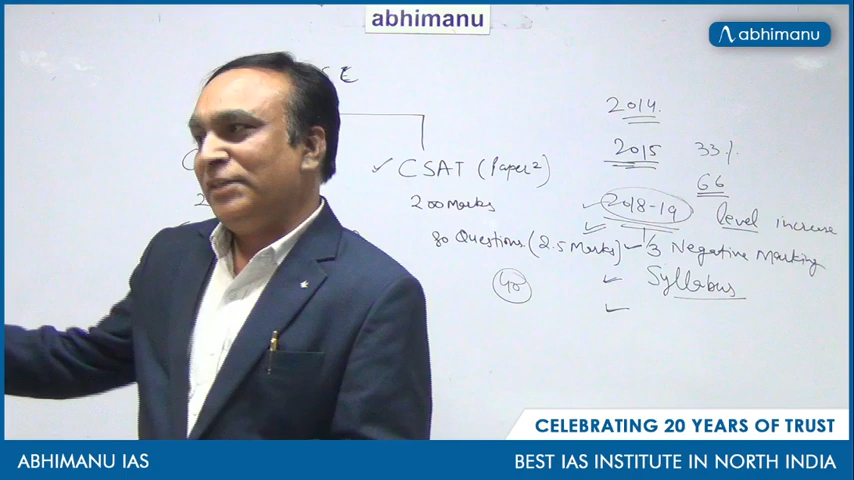 abhimanu
abhimanu
S E
2014
2015 33%
66
✓ CSAT (Paper 2)
2018-19
level increase
200 Marks
80 Questions (2.5 Marks)
1/3 Negative Marking
Syllabus
40
CELEBRATING 20 YEARS OF TRUST
ABHIMANU IAS
BEST IAS INSTITUTE IN NORTH INDIA